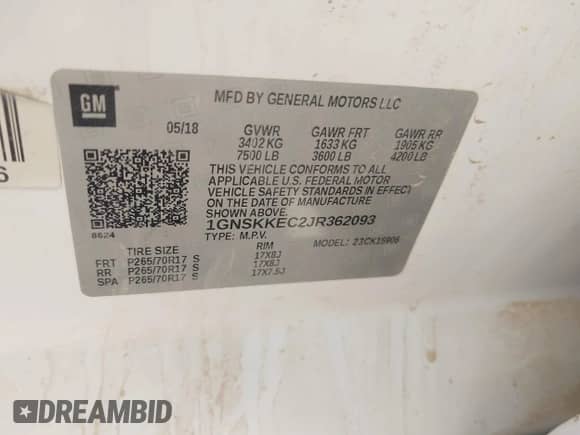 GM
MFD BY GENERAL MOTORS LLC
05/18 GVWR GAWR FRT GAWR RR
3402 KG 1633 KG 1905 KG
7500 LB 3600 LB 4200 LB
THIS VEHICLE CONFORMS TO ALL
APPLICABLE U.S. FEDERAL MOTOR
VEHICLE SAFETY STANDARDS IN EFFECT
ON THE DATE OF MANUFACTURE
SHOWN ABOVE.
1GNSKKEC2JR362093
8624 TYPE: M.P.V. MODEL: 23CK15906
TIRE SIZE RIM
FRT P265/70R17 S 17X8J
RR P265/70R17 S 17X8J
SPA P265/70R17 S 17X7.5J
S
DREAMBID